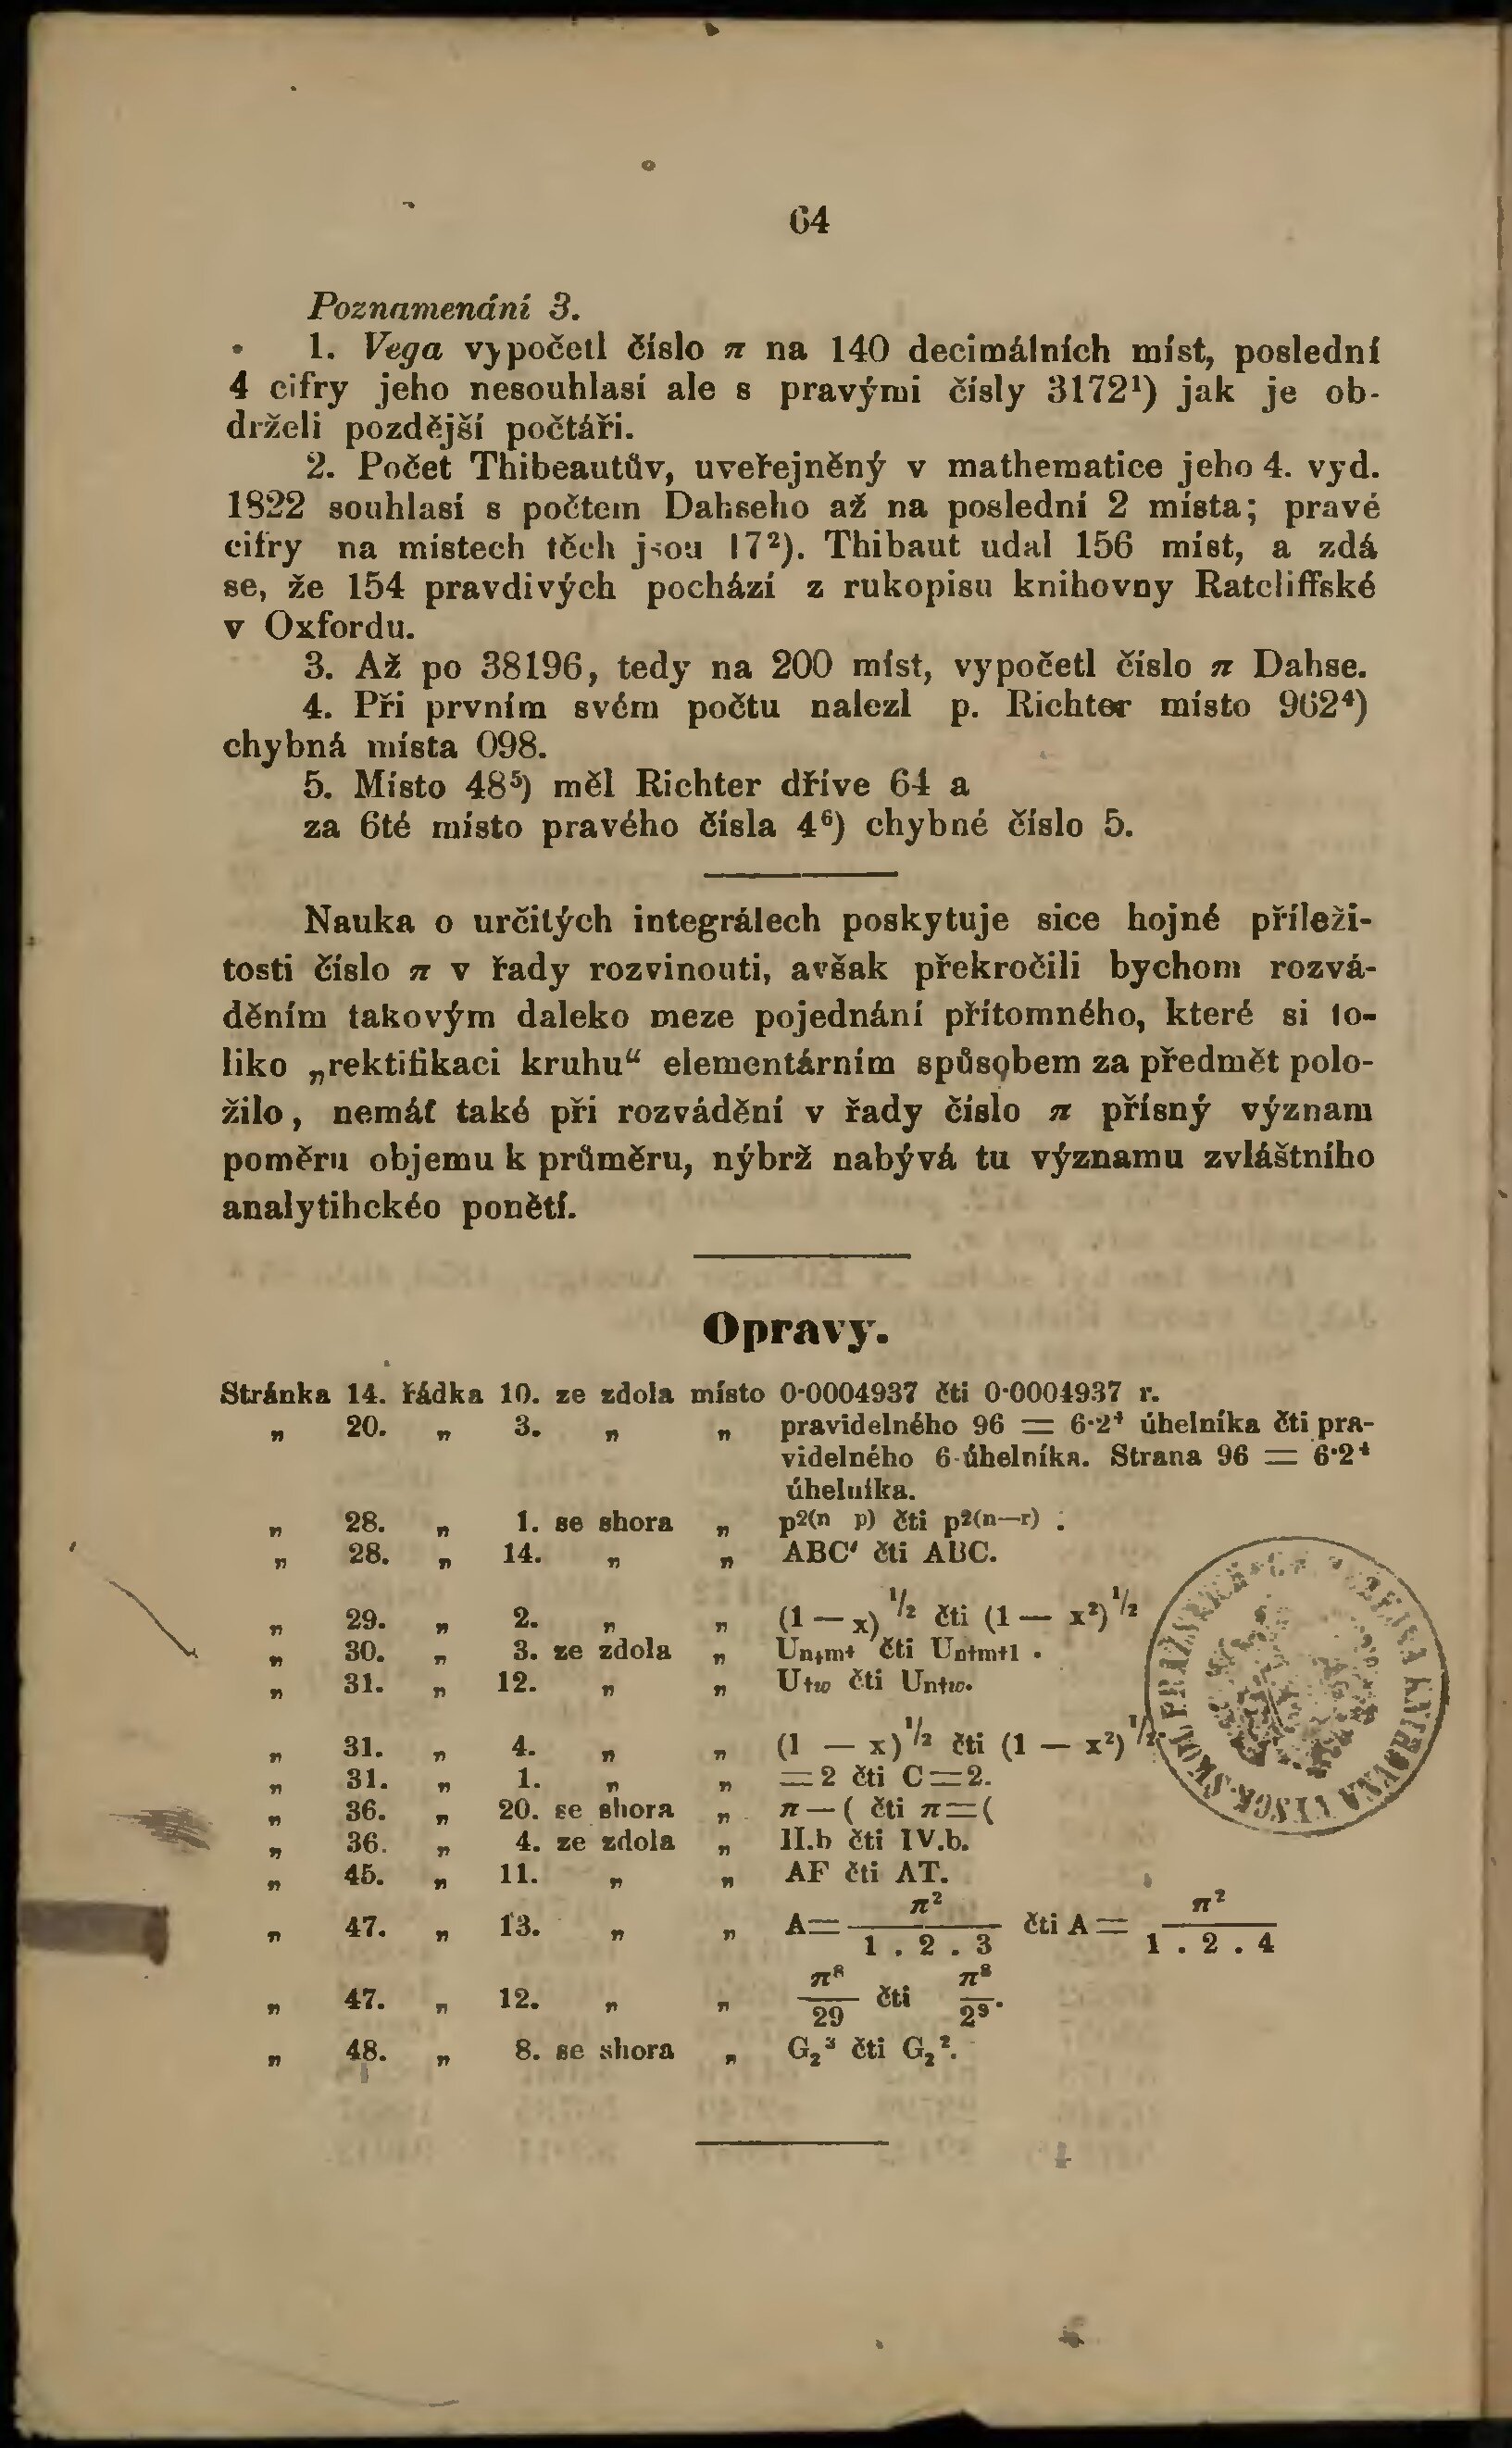 64
Poznamenání 3.
1. Vega vypočetl číslo π na 140 decimálních míst, poslední
4 cifry jeho nesouhlasí ale s pravými čísly 3172¹) jak je ob-
drželi pozdější počtáři.
2. Počet Thibeautův, uveřejněný v mathematice jeho 4. vyd.
1822 souhlasí s počtem Dahseho až na poslední 2 místa; pravé
cifry na místech těch jsou 17²). Thibaut udal 156 míst, a zdá
se, že 154 pravdivých pochází z rukopisu knihovny Ratcliffské
v Oxfordu.
3. Až po 38196, tedy na 200 míst, vypočetl číslo π Dahse.
4. Při prvním svém počtu nalezl p. Richter místo 962⁴)
chybná místa 098.
5. Místo 48⁵) měl Richter dříve 64 a
za 6té místo pravého čísla 4⁶) chybné číslo 5.
Nauka o určitých integrálech poskytuje sice hojné příleži-
tosti číslo π v řady rozvinouti, avšak překročili bychom rozvá-
děním takovým daleko meze pojednání přítomného, které si to-
liko „rektifikaci kruhu“ elementárním spůsobem za předmět polo-
žilo, nemáť také při rozvádění v řady číslo π přísný význam
poměru objemu k průměru, nýbrž nabývá tu významu zvláštního
analytihckéo ponětí.
Opravy.
Stránka 14. řádka 10. ze zdola místo 0·0004937 čti 0·0004937 r.
„ 20. „ 3. „ „ pravidelného 96 = 6·2⁴ úhelníka čti pra-
videlného 6-úhelníka. Strana 96 = 6·2⁴
úhelníka.
„ 28. „ 1. se shora „ p²⁽ⁿ ᵖ⁾ čti p²⁽ⁿ⁻ʳ⁾ .
„ 28. „ 14. „ „ ABC' čti ABC.
„ 29. „ 2. „ „ (1 — x)^½ čti (1 — x²)^½
„ 30. „ 3. ze zdola „ Un+m+ čti Un+m+1 .
„ 31. „ 12. „ „ U+w čti Un+w.
„ 31. „ 4. „ „ (1 — x)^½ čti (1 — x²)^½.
„ 31. „ 1. „ „ = 2 čti C = 2.
„ 36. „ 20. se shora „ π — ( čti π = (
„ 36. „ 4. ze zdola „ II.b čti IV.b.
„ 45. „ 11. „ „ AF čti AT.
„ 47. „ 13. „ „ A = π² / 1 . 2 . 3 čti A = π² / 1 . 2 . 4
„ 47. „ 12. „ „ π⁸ / 29 čti π⁸ / 2⁹.
„ 48. „ 8. se shora „ G₂³ čti G₂².